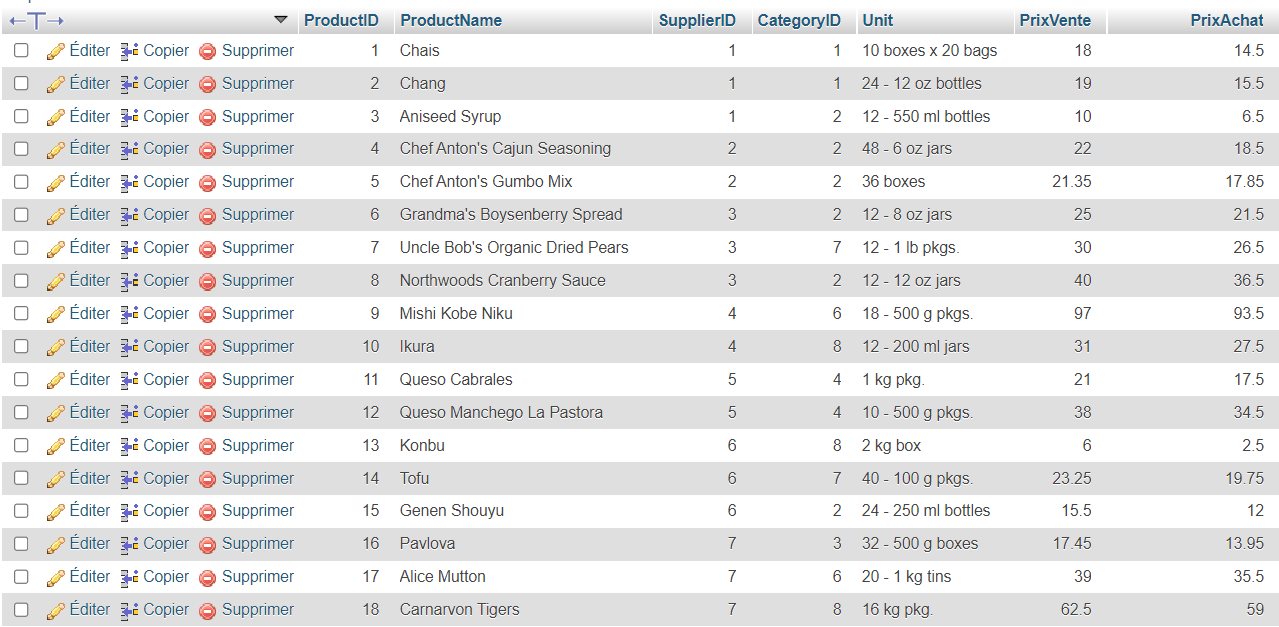 ProductID ProductName SupplierID CategoryID Unit PrixVente PrixAchat
Éditer Copier Supprimer 1 Chais 1 1 10 boxes x 20 bags 18 14.5
Éditer Copier Supprimer 2 Chang 1 1 24 - 12 oz bottles 19 15.5
Éditer Copier Supprimer 3 Aniseed Syrup 1 2 12 - 550 ml bottles 10 6.5
Éditer Copier Supprimer 4 Chef Anton's Cajun Seasoning 2 2 48 - 6 oz jars 22 18.5
Éditer Copier Supprimer 5 Chef Anton's Gumbo Mix 2 2 36 boxes 21.35 17.85
Éditer Copier Supprimer 6 Grandma's Boysenberry Spread 3 2 12 - 8 oz jars 25 21.5
Éditer Copier Supprimer 7 Uncle Bob's Organic Dried Pears 3 7 12 - 1 lb pkgs. 30 26.5
Éditer Copier Supprimer 8 Northwoods Cranberry Sauce 3 2 12 - 12 oz jars 40 36.5
Éditer Copier Supprimer 9 Mishi Kobe Niku 4 6 18 - 500 g pkgs. 97 93.5
Éditer Copier Supprimer 10 Ikura 4 8 12 - 200 ml jars 31 27.5
Éditer Copier Supprimer 11 Queso Cabrales 5 4 1 kg pkg. 21 17.5
Éditer Copier Supprimer 12 Queso Manchego La Pastora 5 4 10 - 500 g pkgs. 38 34.5
Éditer Copier Supprimer 13 Konbu 6 8 2 kg box 6 2.5
Éditer Copier Supprimer 14 Tofu 6 7 40 - 100 g pkgs. 23.25 19.75
Éditer Copier Supprimer 15 Genen Shouyu 6 2 24 - 250 ml bottles 15.5 12
Éditer Copier Supprimer 16 Pavlova 7 3 32 - 500 g boxes 17.45 13.95
Éditer Copier Supprimer 17 Alice Mutton 7 6 20 - 1 kg tins 39 35.5
Éditer Copier Supprimer 18 Carnarvon Tigers 7 8 16 kg pkg. 62.5 59